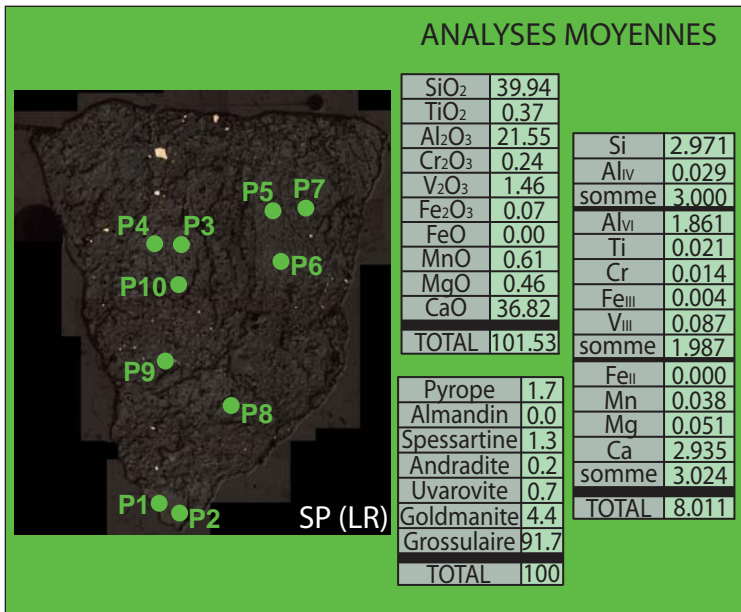 ANALYSES MOYENNES
SiO₂ 39.94
TiO₂ 0.37
Al₂O₃ 21.55
Cr₂O₃ 0.24
V₂O₃ 1.46
Fe₂O₃ 0.07
FeO 0.00
MnO 0.61
MgO 0.46
CaO 36.82
TOTAL 101.53
Si 2.971
AlIV 0.029
somme 3.000
AlVI 1.861
Ti 0.021
Cr 0.014
FeIII 0.004
VIII 0.087
somme 1.987
FeII 0.000
Mn 0.038
Mg 0.051
Ca 2.935
somme 3.024
TOTAL 8.011
Pyrope 1.7
Almandin 0.0
Spessartine 1.3
Andradite 0.2
Uvarovite 0.7
Goldmanite 4.4
Grossulaire 91.7
TOTAL 100
P5 P7
P4 P3
P6
P10
P9
P8
P1
P2
SP (LR)